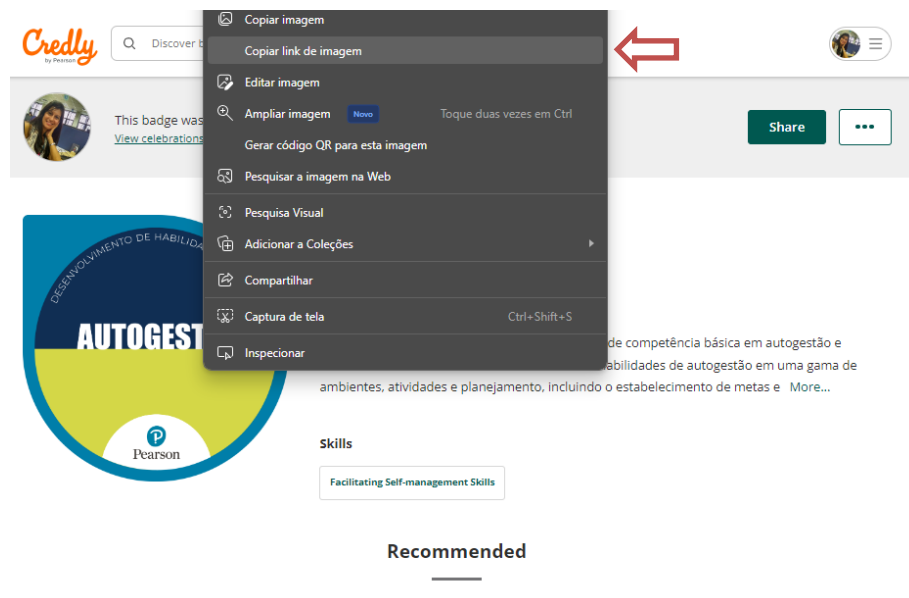 Credly
by Pearson
Discover b
Copiar imagem
Copiar link de imagem
Editar imagem
Ampliar imagem Novo Toque duas vezes em Ctrl
Gerar código QR para esta imagem
Pesquisar a imagem na Web
Pesquisa Visual
Adicionar a Coleções
Compartilhar
Captura de tela Ctrl+Shift+S
Inspecionar
This badge was
View celebrations
Share
DESENVOLVIMENTO DE HABILIDA
AUTOGEST
Pearson
de competência básica em autogestão e
abilidades de autogestão em uma gama de
ambientes, atividades e planejamento, incluindo o estabelecimento de metas e More...
Skills
Facilitating Self-management Skills
Recommended